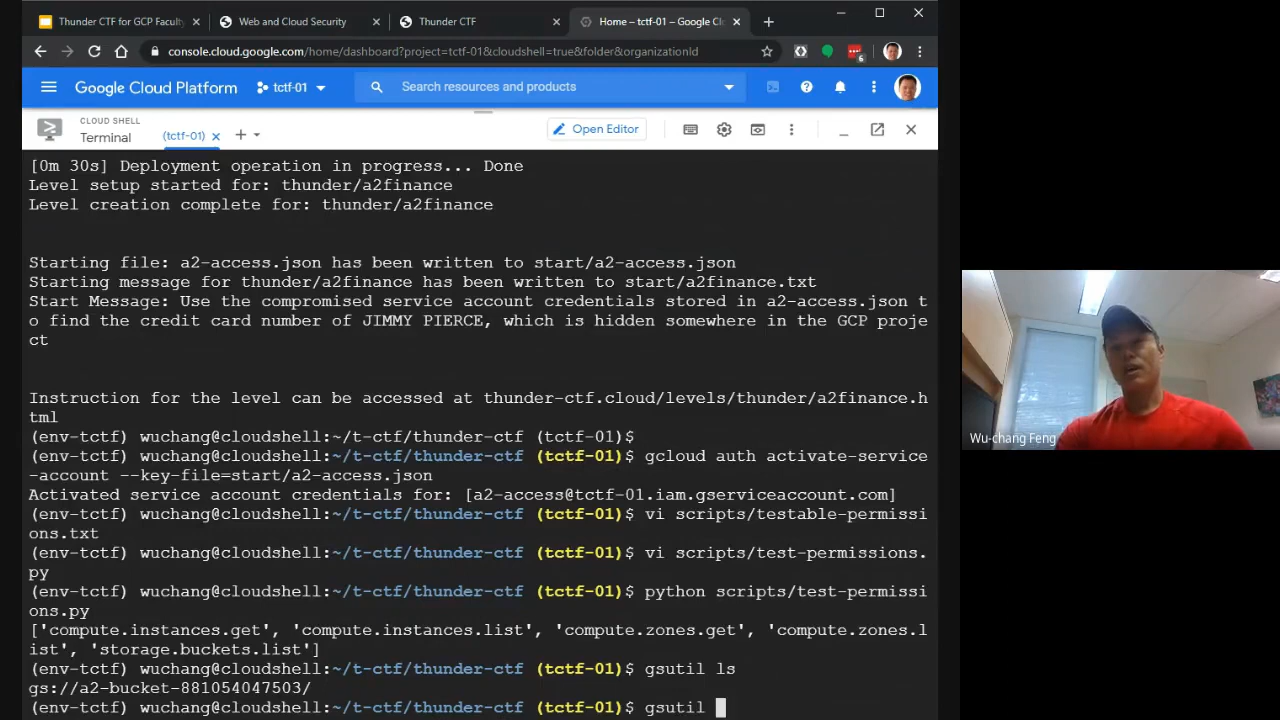 Thunder CTF for GCP Facult
Web and Cloud Security
Thunder CTF
Home – tctf-01 – Google Cl
console.cloud.google.com/home/dashboard?project=tctf-01&cloudshell=true&folder&organizationId
6
Google Cloud Platform
tctf-01
Search resources and products
CLOUD SHELL
Terminal
(tctf-01)
Open Editor
[0m 30s] Deployment operation in progress... Done
Level setup started for: thunder/a2finance
Level creation complete for: thunder/a2finance
Starting file: a2-access.json has been written to start/a2-access.json
Starting message for thunder/a2finance has been written to start/a2finance.txt
Start Message: Use the compromised service account credentials stored in a2-access.json t
o find the credit card number of JIMMY PIERCE, which is hidden somewhere in the GCP proje
ct
Instruction for the level can be accessed at thunder-ctf.cloud/levels/thunder/a2finance.h
tml
(env-tctf) wuchang@cloudshell:~/t-ctf/thunder-ctf (tctf-01)$
(env-tctf) wuchang@cloudshell:~/t-ctf/thunder-ctf (tctf-01)$ gcloud auth activate-service
-account --key-file=start/a2-access.json
Activated service account credentials for: [a2-access@tctf-01.iam.gserviceaccount.com]
(env-tctf) wuchang@cloudshell:~/t-ctf/thunder-ctf (tctf-01)$ vi scripts/testable-permissi
ons.txt
(env-tctf) wuchang@cloudshell:~/t-ctf/thunder-ctf (tctf-01)$ vi scripts/test-permissions.
py
(env-tctf) wuchang@cloudshell:~/t-ctf/thunder-ctf (tctf-01)$ python scripts/test-permissi
ons.py
['compute.instances.get', 'compute.instances.list', 'compute.zones.get', 'compute.zones.l
ist', 'storage.buckets.list']
(env-tctf) wuchang@cloudshell:~/t-ctf/thunder-ctf (tctf-01)$ gsutil ls
gs://a2-bucket-881054047503/
(env-tctf) wuchang@cloudshell:~/t-ctf/thunder-ctf (tctf-01)$ gsutil
Wu-chang Feng